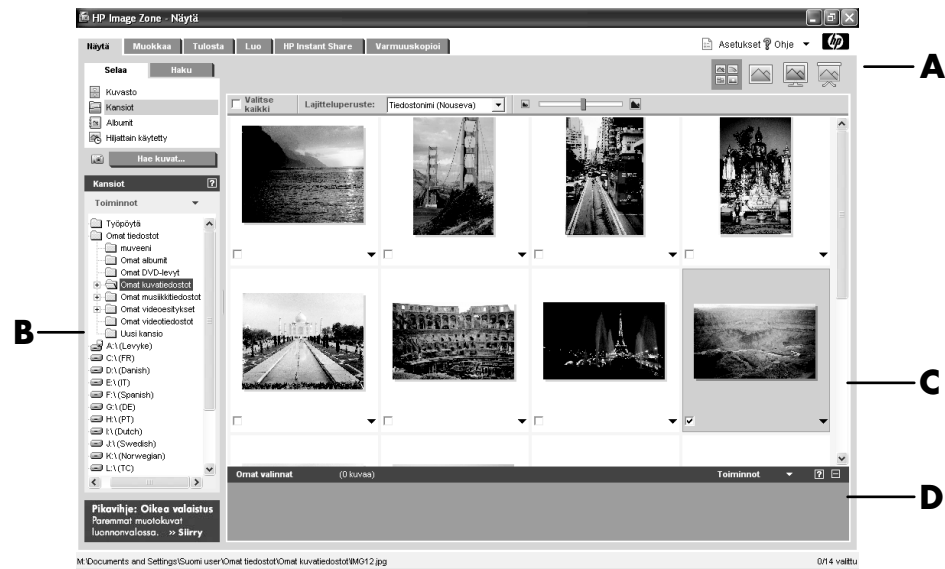 HP Image Zone - Näytä
Näytä Muokkaa Tulosta Luo HP Instant Share Varmuuskopioi
Asetukset ? Ohje
hp
A
Selaa Haku
Kuvasto
Kansiot
Albumit
Hiljattain käytetty
Hae kuvat...
Valitse kaikki Lajitteluperuste: Tiedostonimi (Nouseva)
Kansiot ?
Toiminnot
Työpöytä
Omat tiedostot
muveeni
Omat albumit
Omat DVD-levyt
Omat kuvatiedostot
Omat musiikkitiedostot
Omat videoesitykset
Omat videotiedostot
Uusi kansio
A:\ (Levyke)
C:\ (FR)
D:\ (Danish)
E:\ (IT)
F:\ (Spanish)
G:\ (DE)
H:\ (PT)
I:\ (Dutch)
J:\ (Swedish)
K:\ (Norwegian)
L:\ (TC)
B
C
Omat valinnat (0 kuvaa) Toiminnot ?
D
Pikavihje: Oikea valaistus
Paremmat muotokuvat
luonnonvalossa. >> Siirry
M:\Documents and Settings\Suomi user\Omat tiedostot\Omat kuvatiedostot\IMG12.jpg 0/14 valittu